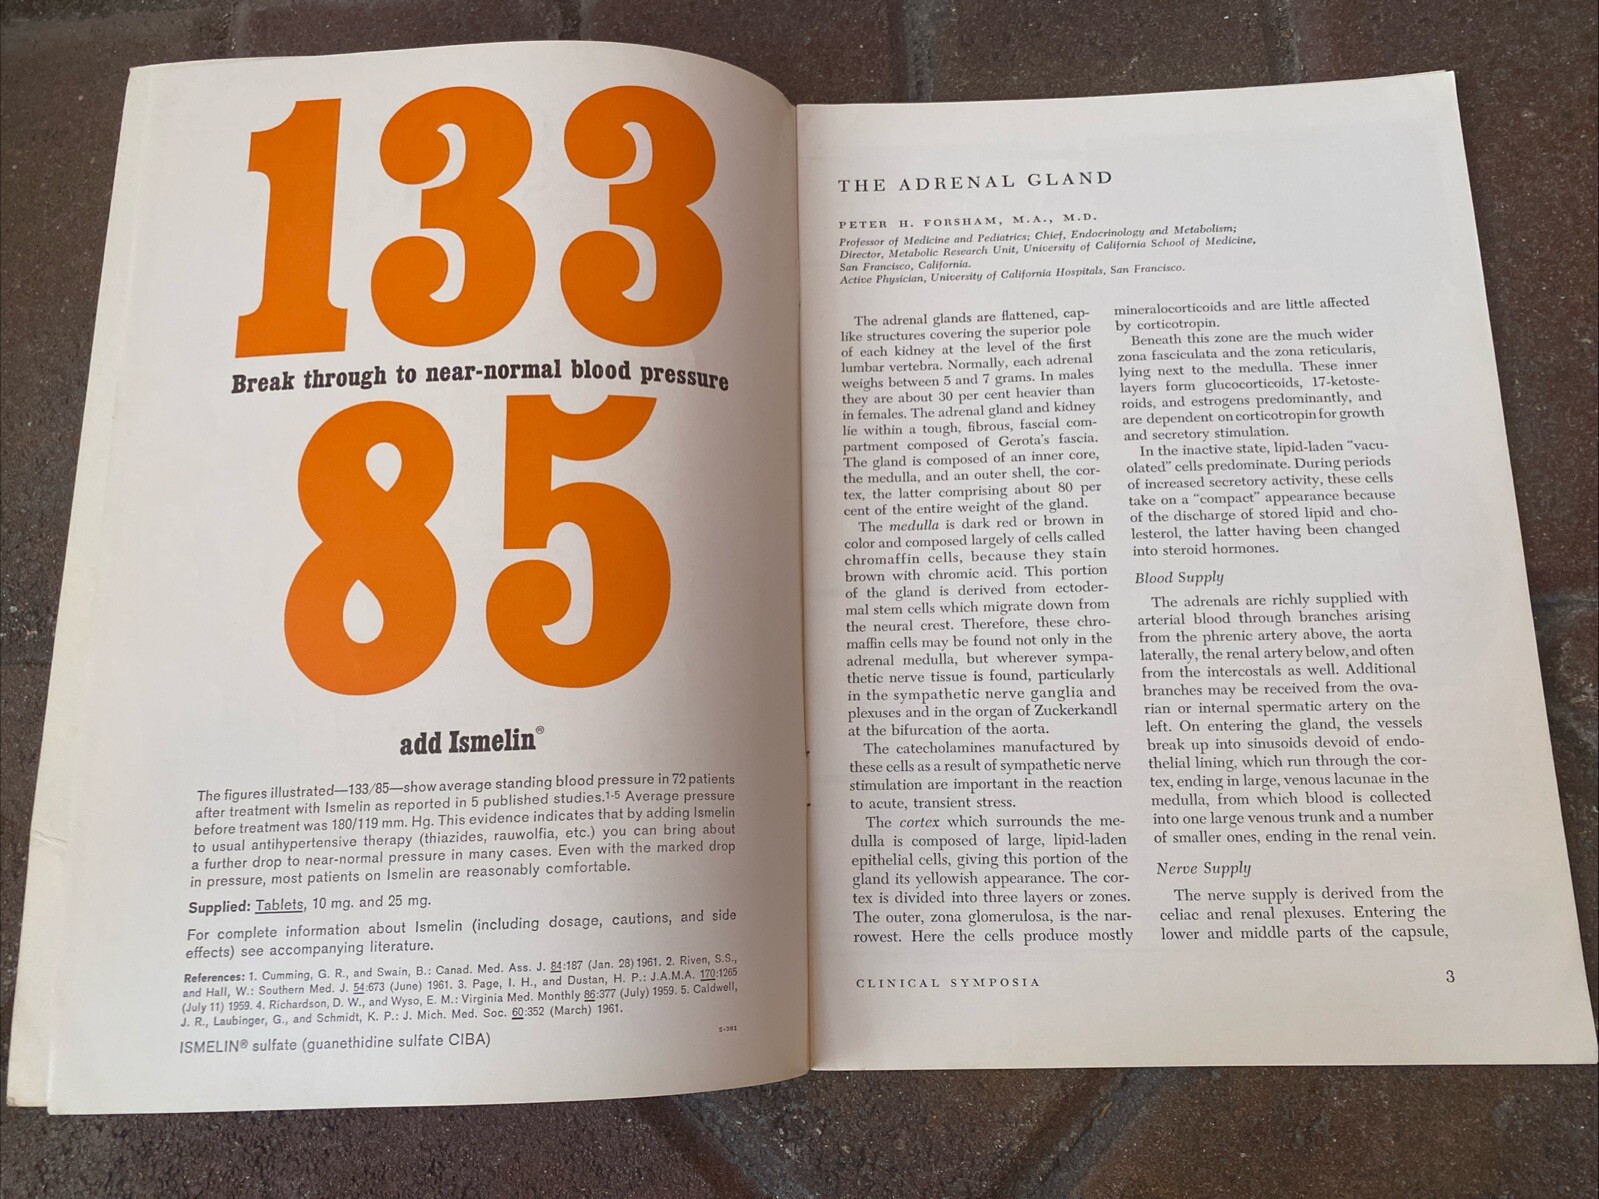 133
Break through to near-normal blood pressure
85
add Ismelin®
The figures illustrated—133/85—show average standing blood pressure in 72 patients
after treatment with Ismelin as reported in 5 published studies.1-5 Average pressure
before treatment was 180/119 mm. Hg. This evidence indicates that by adding Ismelin
to usual antihypertensive therapy (thiazides, rauwolfia, etc.) you can bring about
a further drop to near-normal pressure in many cases. Even with the marked drop
in pressure, most patients on Ismelin are reasonably comfortable.
Supplied: Tablets, 10 mg. and 25 mg.
For complete information about Ismelin (including dosage, cautions, and side
effects) see accompanying literature.
References: 1. Cumming, G. R., and Swain, B.: Canad. Med. Ass. J. 84:187 (Jan. 28) 1961. 2. Riven, S.S.,
and Hall, W.: Southern Med. J. 54:673 (June) 1961. 3. Page, I. H., and Dustan, H. P.: J.A.M.A. 170:1265
(July 11) 1959. 4. Richardson, D. W., and Wyso, E. M.: Virginia Med. Monthly 86:377 (July) 1959. 5. Caldwell,
J. R., Laubinger, G., and Schmidt, K. P.: J. Mich. Med. Soc. 60:352 (March) 1961.
ISMELIN® sulfate (guanethidine sulfate CIBA)
THE ADRENAL GLAND
PETER H. FORSHAM, M.A., M.D.
Professor of Medicine and Pediatrics; Chief, Endocrinology and Metabolism;
Director, Metabolic Research Unit, University of California School of Medicine,
San Francisco, California.
Active Physician, University of California Hospitals, San Francisco.
The adrenal glands are flattened, cap-
like structures covering the superior pole
of each kidney at the level of the first
lumbar vertebra. Normally, each adrenal
weighs between 5 and 7 grams. In males
they are about 30 per cent heavier than
in females. The adrenal gland and kidney
lie within a tough, fibrous, fascial com-
partment composed of Gerota's fascia.
The gland is composed of an inner core,
the medulla, and an outer shell, the cor-
tex, the latter comprising about 80 per
cent of the entire weight of the gland.
The medulla is dark red or brown in
color and composed largely of cells called
chromaffin cells, because they stain
brown with chromic acid. This portion
of the gland is derived from ectoder-
mal stem cells which migrate down from
the neural crest. Therefore, these chro-
maffin cells may be found not only in the
adrenal medulla, but wherever sympa-
thetic nerve tissue is found, particularly
in the sympathetic nerve ganglia and
plexuses and in the organ of Zuckerkandl
at the bifurcation of the aorta.
The catecholamines manufactured by
these cells as a result of sympathetic nerve
stimulation are important in the reaction
to acute, transient stress.
The cortex which surrounds the me-
dulla is composed of large, lipid-laden
epithelial cells, giving this portion of the
gland its yellowish appearance. The cor-
tex is divided into three layers or zones.
The outer, zona glomerulosa, is the nar-
rowest. Here the cells produce mostly
mineralocorticoids and are little affected
by corticotropin.
Beneath this zone are the much wider
zona fasciculata and the zona reticularis,
lying next to the medulla. These inner
layers form glucocorticoids, 17-ketoste-
roids, and estrogens predominantly, and
are dependent on corticotropin for growth
and secretory stimulation.
In the inactive state, lipid-laden "vacu-
olated" cells predominate. During periods
of increased secretory activity, these cells
take on a "compact" appearance because
of the discharge of stored lipid and cho-
lesterol, the latter having been changed
into steroid hormones.
Blood Supply
The adrenals are richly supplied with
arterial blood through branches arising
from the phrenic artery above, the aorta
laterally, the renal artery below, and often
from the intercostals as well. Additional
branches may be received from the ova-
rian or internal spermatic artery on the
left. On entering the gland, the vessels
break up into sinusoids devoid of endo-
thelial lining, which run through the cor-
tex, ending in large, venous lacunae in the
medulla, from which blood is collected
into one large venous trunk and a number
of smaller ones, ending in the renal vein.
Nerve Supply
The nerve supply is derived from the
celiac and renal plexuses. Entering the
lower and middle parts of the capsule,
CLINICAL SYMPOSIA
3